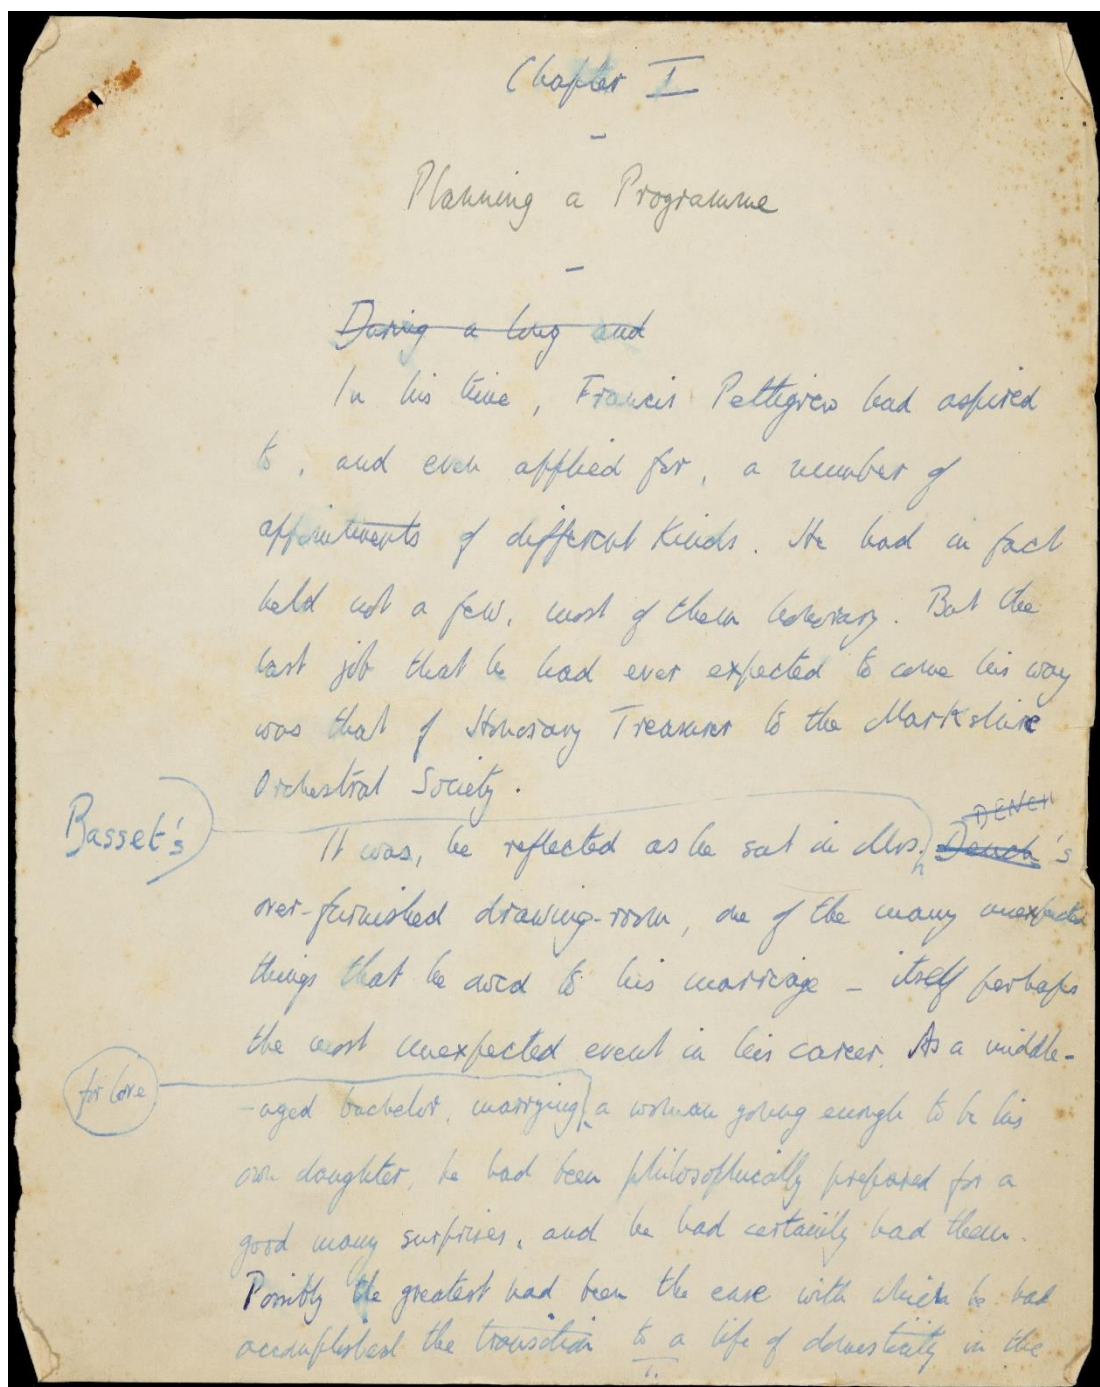 Chapter I
-
Planning a Programme
-
During a long and
In his time, Francis Pettigrew had aspired
to, and even applied for, a number of
appointments of different kinds. He had in fact
held not a few, most of them honorary. But the
last job that he had ever expected to come his way
was that of Honorary Treasurer to the Markshire
Orchestral Society.
DENCH
Basset's
It was, he reflected as he sat in Mrs. Dench's
over-furnished drawing-room, one of the many unexpected
things that he owed to his marriage - itself perhaps
the most unexpected event in his career. As a middle-
for love
-aged bachelor, marrying a woman young enough to be his
own daughter, he had been philosophically prepared for a
good many surprises, and he had certainly had them.
Possibly the greatest had been the ease with which he had
accomplished the transition to a life of domesticity in the